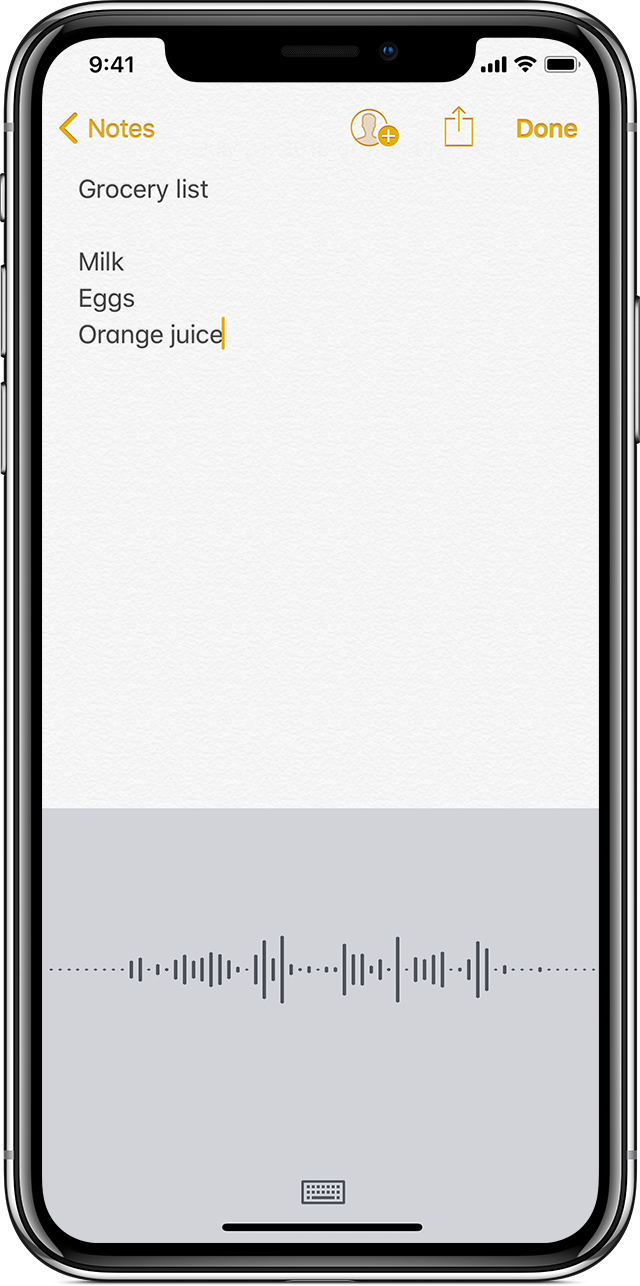 9:41
Notes
Done
Grocery list
Milk
Eggs
Orange juice